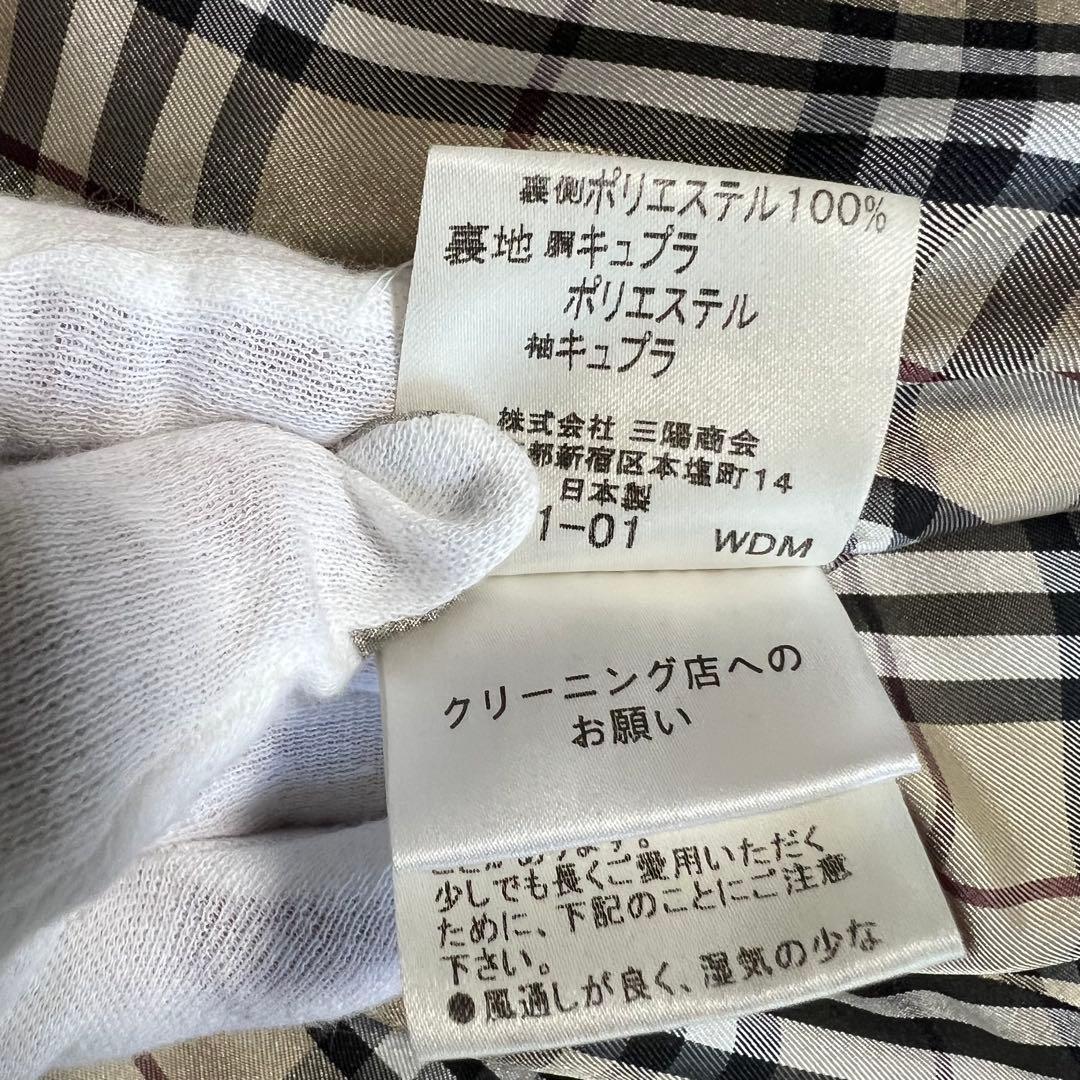 裏側ポリエステル100%
裏地 胴キュプラ
ポリエステル
袖キュプラ
株式会社 三陽商会
都新宿区本塩町14
日本製
1-01 WDM
クリーニング店への
お願い
少しでも長くご愛用いただく
ために、下記のことにご注意
下さい。
●風通しが良く、湿気の少な